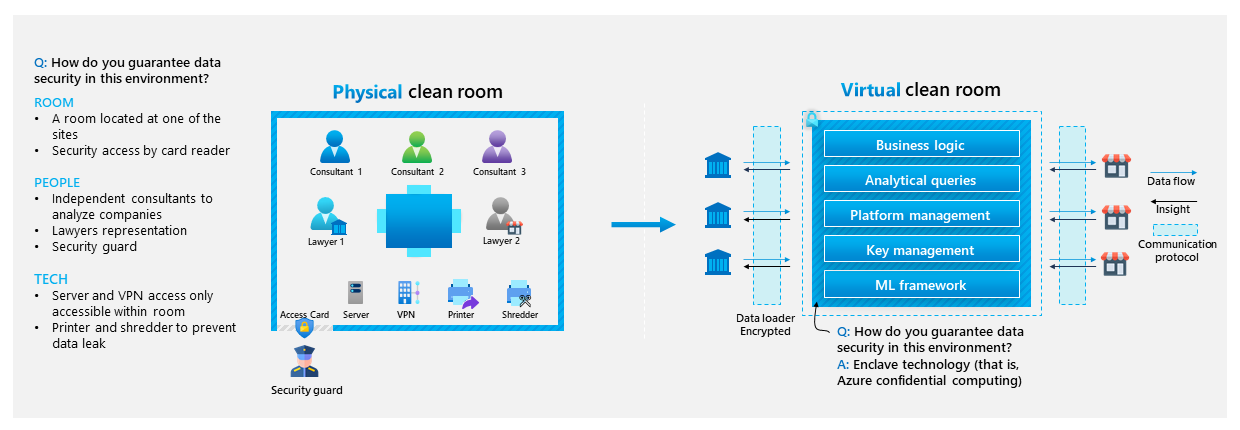 Q: How do you guarantee data
security in this environment?
ROOM
• A room located at one of the
sites
• Security access by card reader
PEOPLE
• Independent consultants to
analyze companies
• Lawyers representation
• Security guard
TECH
• Server and VPN access only
accessible within room
• Printer and shredder to prevent
data leak
Physical clean room
Consultant 1
Consultant 2
Consultant 3
Lawyer 1
Lawyer 2
Access Card
Server
VPN
Printer
Shredder
Security guard
Virtual clean room
Business logic
Analytical queries
Platform management
Key management
ML framework
Data loader
Encrypted
Q: How do you guarantee data
security in this environment?
A: Enclave technology (that is,
Azure confidential computing)
Data flow
Insight
Communication
protocol